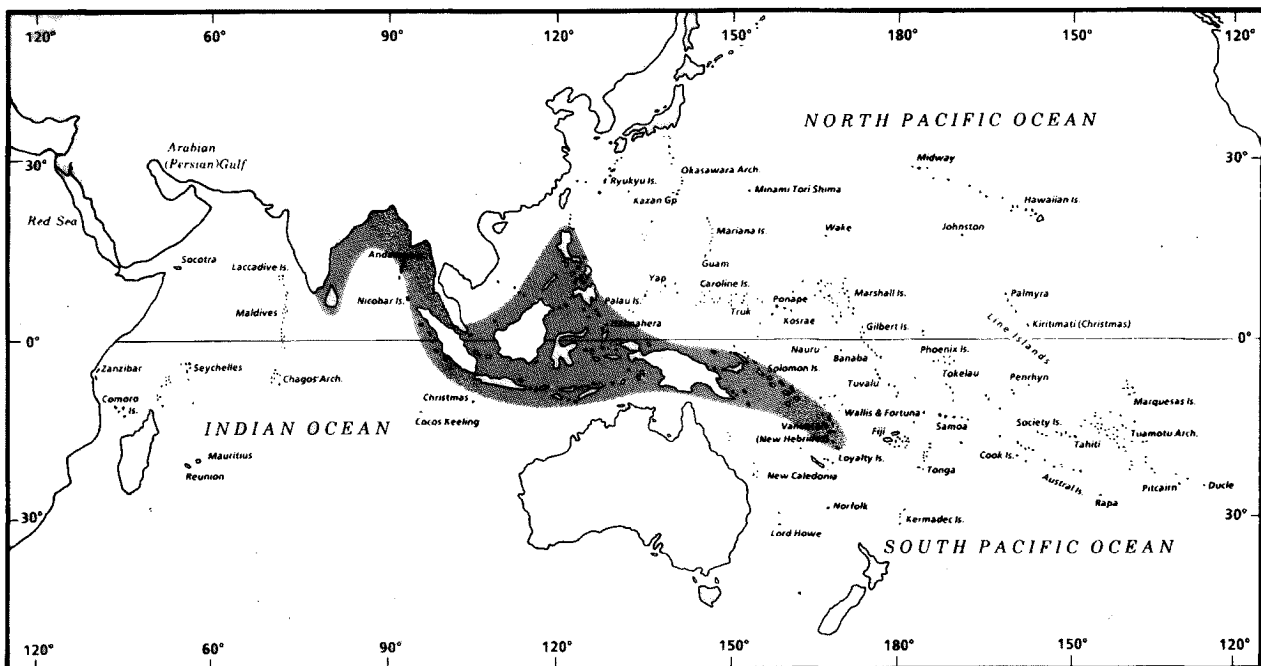 120° 60° 90° 120° 150° 180° 150° 120°
NORTH PACIFIC OCEAN
Arabian
(Persian) Gulf
30°
30°
Midway
Okasawara Arch.
Ryukyu Is.
Minami Tori Shima
Kazan Gp
Hawaiian Is.
Red Sea
Mariana Is.
Wake
Johnston
Socotra
Laccadive Is.
Guam
Yap
Caroline Is.
Nicobar Is.
Palau Is.
Ponape
Marshall Is.
Palmyra
Maldives
Truk
Kosrae
Gilbert Is.
Kiritimati (Christmas)
Line Islands
0°
0°
Nauru
Banaba
Phoenix Is.
Zanzibar
Seychelles
Solomon Is.
Chagos Arch.
Tuvalu
Tokelau
Penrhyn
Comoro
Is.
Christmas
Marquesas Is.
Cocos Keeling
Wallis & Fortuna
INDIAN OCEAN
(New Hebrides)
Fiji
Samoa
Society Is.
Tahiti
Tuamotu Arch.
Mauritius
Reunion
Loyalty Is.
Tonga
Cook Is.
New Caledonia
Austral Is.
Pitcairn
Ducie
Rapa
Norfolk
30°
30°
Kermadec Is.
Lord Howe
SOUTH PACIFIC OCEAN
120° 60° 90° 120° 150° 180° 150° 120°